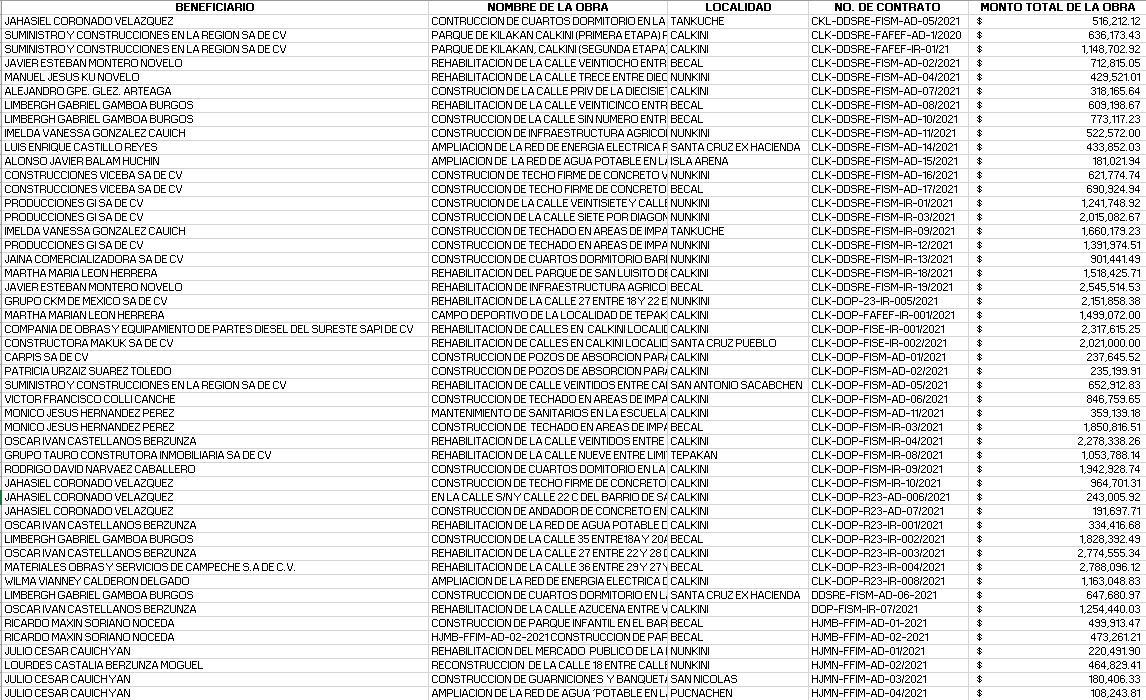 BENEFICIARIO NOMBRE DE LA OBRA LOCALIDAD NO. DE CONTRATO MONTO TOTAL DE LA OBRA
JAHASIEL CORONADO VELAZQUEZ CONTRUCCION DE CUARTOS DORMITORIO EN LA TANKUCHE CKL-DDSRE-FISM-AD-05/2021 $ 516,212.12
SUMINISTRO Y CONSTRUCCIONES EN LA REGION SA DE CV PARQUE DE KILAKAN CALKINI (PRIMERA ETAPA) F CALKINI CLK-DDSRE-FAFEF-AD-1/2020 $ 636,173.43
SUMINISTRO Y CONSTRUCCIONES EN LA REGION SA DE CV PARQUE DE KILAKAN, CALKINI (SEGUNDA ETAPA) CALKINI CLK-DDSRE-FAFEF-IR-01/21 $ 1,148,702.92
JAVIER ESTEBAN MONTERO NOVELO REHABILITACION DE LA CALLE VEINTIOCHO ENTR BECAL CLK-DDSRE-FISM-AD-02/2021 $ 712,815.05
MANUEL JESUS KU NOVELO REHABILITACION DE LA CALLE TRECE ENTRE DIEC NUNKINI CLK-DDSRE-FISM-AD-04/2021 $ 429,521.01
ALEJANDRO GPE. GLEZ. ARTEAGA CONSTRUCION DE LA CALLE PRIV DE LA DIECISIET CALKINI CLK-DDSRE-FISM-AD-07/2021 $ 318,165.64
LIMBERGH GABRIEL GAMBOA BURGOS REHABILITACION DE LA CALLE VEINTICINCO ENTR BECAL CLK-DDSRE-FISM-AD-08/2021 $ 609,198.67
LIMBERGH GABRIEL GAMBOA BURGOS CONSTRUCCION DE LA CALLE SIN NUMERO ENTR BECAL CLK-DDSRE-FISM-AD-10/2021 $ 773,117.23
IMELDA VANESSA GONZALEZ CAUICH CONSTRUCCION DE INFRAESTRUCTURA AGRICOL NUNKINI CLK-DDSRE-FISM-AD-11/2021 $ 522,572.00
LUIS ENRIQUE CASTILLO REYES AMPLIACION DE LA RED DE ENERGIA ELECTRICA F SANTA CRUZ EX HACIENDA CLK-DDSRE-FISM-AD-14/2021 $ 433,852.03
ALONSO JAVIER BALAM HUCHIN AMPLIACION DE LA RED DE AGUA POTABLE EN LA ISLA ARENA CLK-DDSRE-FISM-AD-15/2021 $ 181,021.94
CONSTRUCCIONES VICEBA SA DE CV CONSTRUCION DE TECHO FIRME DE CONCRETO V NUNKINI CLK-DDSRE-FISM-AD-16/2021 $ 621,774.74
CONSTRUCCIONES VICEBA SA DE CV CONSTRUCCION DE TECHO FIRME DE CONCRETO BECAL CLK-DDSRE-FISM-AD-17/2021 $ 690,924.94
PRODUCCIONES GI SA DE CV CONSTRUCION DE LA CALLE VEINTISIETE Y CALLE NUNKINI CLK-DDSRE-FISM-IR-01/2021 $ 1,241,748.92
PRODUCCIONES GI SA DE CV CONSTRUCCION DE LA CALLE SIETE POR DIAGON NUNKINI CLK-DDSRE-FISM-IR-03/2021 $ 2,015,082.67
IMELDA VANESSA GONZALEZ CAUICH CONSTRUCCION DE TECHADO EN AREAS DE IMPA TANKUCHE CLK-DDSRE-FISM-IR-09/2021 $ 1,660,179.23
PRODUCCIONES GI SA DE CV CONSTRUCCION DE TECHADO EN AREAS DE IMPA NUNKINI CLK-DDSRE-FISM-IR-12/2021 $ 1,391,974.51
JAINA COMERCIALIZADORA SA DE CV CONSTRUCCION DE CUARTOS DORMITORIO BARI NUNKINI CLK-DDSRE-FISM-IR-13/2021 $ 901,441.49
MARTHA MARIA LEON HERRERA REHABILITACION DEL PARQUE DE SAN LUISITO DE CALKINI CLK-DDSRE-FISM-IR-18/2021 $ 1,518,425.71
JAVIER ESTEBAN MONTERO NOVELO REHABILITACION DE INFRAESTRUCTURA AGRICO BECAL CLK-DDSRE-FISM-IR-19/2021 $ 2,545,514.53
GRUPO CKM DE MEXICO SA DE CV REHABILITACION DE LA CALLE 27 ENTRE 18 Y 22 E NUNKINI CLK-DOP-23-IR-005/2021 $ 2,151,858.38
MARTHA MARIAN LEON HERRERA CAMPO DEPORTIVO DE LA LOCALIDAD DE TEPAK CALKINI CLK-DOP-FAFEF-IR-001/2021 $ 1,499,072.00
COMPANIA DE OBRAS Y EQUIPAMIENTO DE PARTES DIESEL DEL SURESTE SAPI DE CV REHABILITACION DE CALLES EN CALKINI LOCALID CALKINI CLK-DOP-FISE-IR-001/2021 $ 2,317,615.25
CONSTRUCTORA MAKUK SA DE CV REHABILITACION DE CALLES EN CALKINI LOCALID SANTA CRUZ PUEBLO CLK-DOP-FISE-IR-002/2021 $ 2,021,000.00
CARPIS SA DE CV CONSTRUCCION DE POZOS DE ABSORCION PARA CALKINI CLK-DOP-FISM-AD-01/2021 $ 237,645.52
PATRICIA URZAIZ SUAREZ TOLEDO CONSTRUCCION DE POZOS DE ABSORCION PARA CALKINI CLK-DOP-FISM-AD-02/2021 $ 235,199.91
SUMINISTRO Y CONSTRUCCIONES EN LA REGION SA DE CV REHABILITACION DE CALLE VEINTIDOS ENTRE CAL SAN ANTONIO SACABCHEN CLK-DOP-FISM-AD-05/2021 $ 652,912.83
VICTOR FRANCISCO COLLI CANCHE CONSTRUCCION DE TECHADO EN AREAS DE IMPA CALKINI CLK-DOP-FISM-AD-06/2021 $ 846,759.65
MONICO JESUS HERNANDEZ PEREZ MANTENIMIENTO DE SANITARIOS EN LA ESCUELA CALKINI CLK-DOP-FISM-AD-11/2021 $ 359,139.18
MONICO JESUS HERNANDEZ PEREZ CONSTRUCCION DE TECHADO EN AREAS DE IMPA BECAL CLK-DOP-FISM-IR-03/2021 $ 1,850,816.51
OSCAR IVAN CASTELLANOS BERZUNZA REHABILITACION DE LA CALLE VEINTIDOS ENTRE CALKINI CLK-DOP-FISM-IR-04/2021 $ 2,278,338.26
GRUPO TAURO CONSTRUTORA INMOBILIARIA SA DE CV REHABILITACION DE LA CALLE NUEVE ENTRE LIMIT TEPAKAN CLK-DOP-FISM-IR-08/2021 $ 1,053,788.14
RODRIGO DAVID NARVAEZ CABALLERO CONSTRUCCION DE CUARTOS DOMITORIO EN LA CALKINI CLK-DOP-FISM-IR-09/2021 $ 1,942,928.74
JAHASIEL CORONADO VELAZQUEZ CONSTRUCCION DE TECHO FIRME DE CONCRETO CALKINI CLK-DOP-FISM-IR-10/2021 $ 964,701.31
JAHASIEL CORONADO VELAZQUEZ EN LA CALLE S/N Y CALLE 22 C DEL BARRIO DE SA CALKINI CLK-DOP-R23-AD-006/2021 $ 243,005.92
JAHASIEL CORONADO VELAZQUEZ CONSTRUCCION DE ANDADOR DE CONCRETO EN CALKINI CLK-DOP-R23-AD-07/2021 $ 191,697.71
OSCAR IVAN CASTELLANOS BERZUNZA REHABILITACION DE LA RED DE AGUA POTABLE D CALKINI CLK-DOP-R23-IR-001/2021 $ 334,416.68
LIMBERGH GABRIEL GAMBOA BURGOS CONSTRUCCION DE LA CALLE 35 ENTRE18A Y 20A BECAL CLK-DOP-R23-IR-002/2021 $ 1,828,392.49
OSCAR IVAN CASTELLANOS BERZUNZA REHABILITACION DE LA CALLE 27 ENTRE 22 Y 28 D CALKINI CLK-DOP-R23-IR-003/2021 $ 2,774,555.34
MATERIALES OBRAS Y SERVICIOS DE CAMPECHE S.A DE C.V. REHABILITACION DE LA CALLE 36 ENTRE 29 Y 27 Y BECAL CLK-DOP-R23-IR-004/2021 $ 2,788,096.12
WILMA VIANNEY CALDERON DELGADO AMPLIACION DE LA RED DE ENERGIA ELECTRICA D CALKINI CLK-DOP-R23-IR-008/2021 $ 1,163,048.83
LIMBERGH GABRIEL GAMBOA BURGOS CONSTRUCCION DE CUARTOS DORMITORIO EN LA SANTA CRUZ EX HACIENDA DDSRE-FISM-AD-06-2021 $ 647,680.97
OSCAR IVAN CASTELLANOS BERZUNZA REHABILITACION DE LA CALLE AZUCENA ENTRE V CALKINI DOP-FISM-IR-07/2021 $ 1,254,440.03
RICARDO MAXIN SORIANO NOCEDA CONSTRUCCION DE PARQUE INFANTIL EN EL BAR BECAL HJMB-FFIM-AD-01-2021 $ 499,913.47
RICARDO MAXIN SORIANO NOCEDA HJMB-FFIM-AD-02-2021 CONSTRUCCION DE PAR BECAL HJMB-FFIM-AD-02-2021 $ 473,261.21
JULIO CESAR CAUICH YAN REHABILITACION DEL MERCADO PUBLICO DE LA I NUNKINI HJMN-FFIM-AD-01/2021 $ 220,491.90
LOURDES CASTALIA BERZUNZA MOGUEL RECONSTRUCCION DE LA CALLE 18 ENTRE CALLE NUNKINI HJMN-FFIM-AD-02/2021 $ 464,829.41
JULIO CESAR CAUICH YAN CONSTRUCCION DE GUARNICIONES Y BANQUETA SAN NICOLAS HJMN-FFIM-AD-03/2021 $ 180,406.33
JULIO CESAR CAUICH YAN AMPLIACION DE LA RED DE AGUA ´POTABLE EN LA PUCNACHEN HJMN-FFIM-AD-04/2021 $ 108,243.81